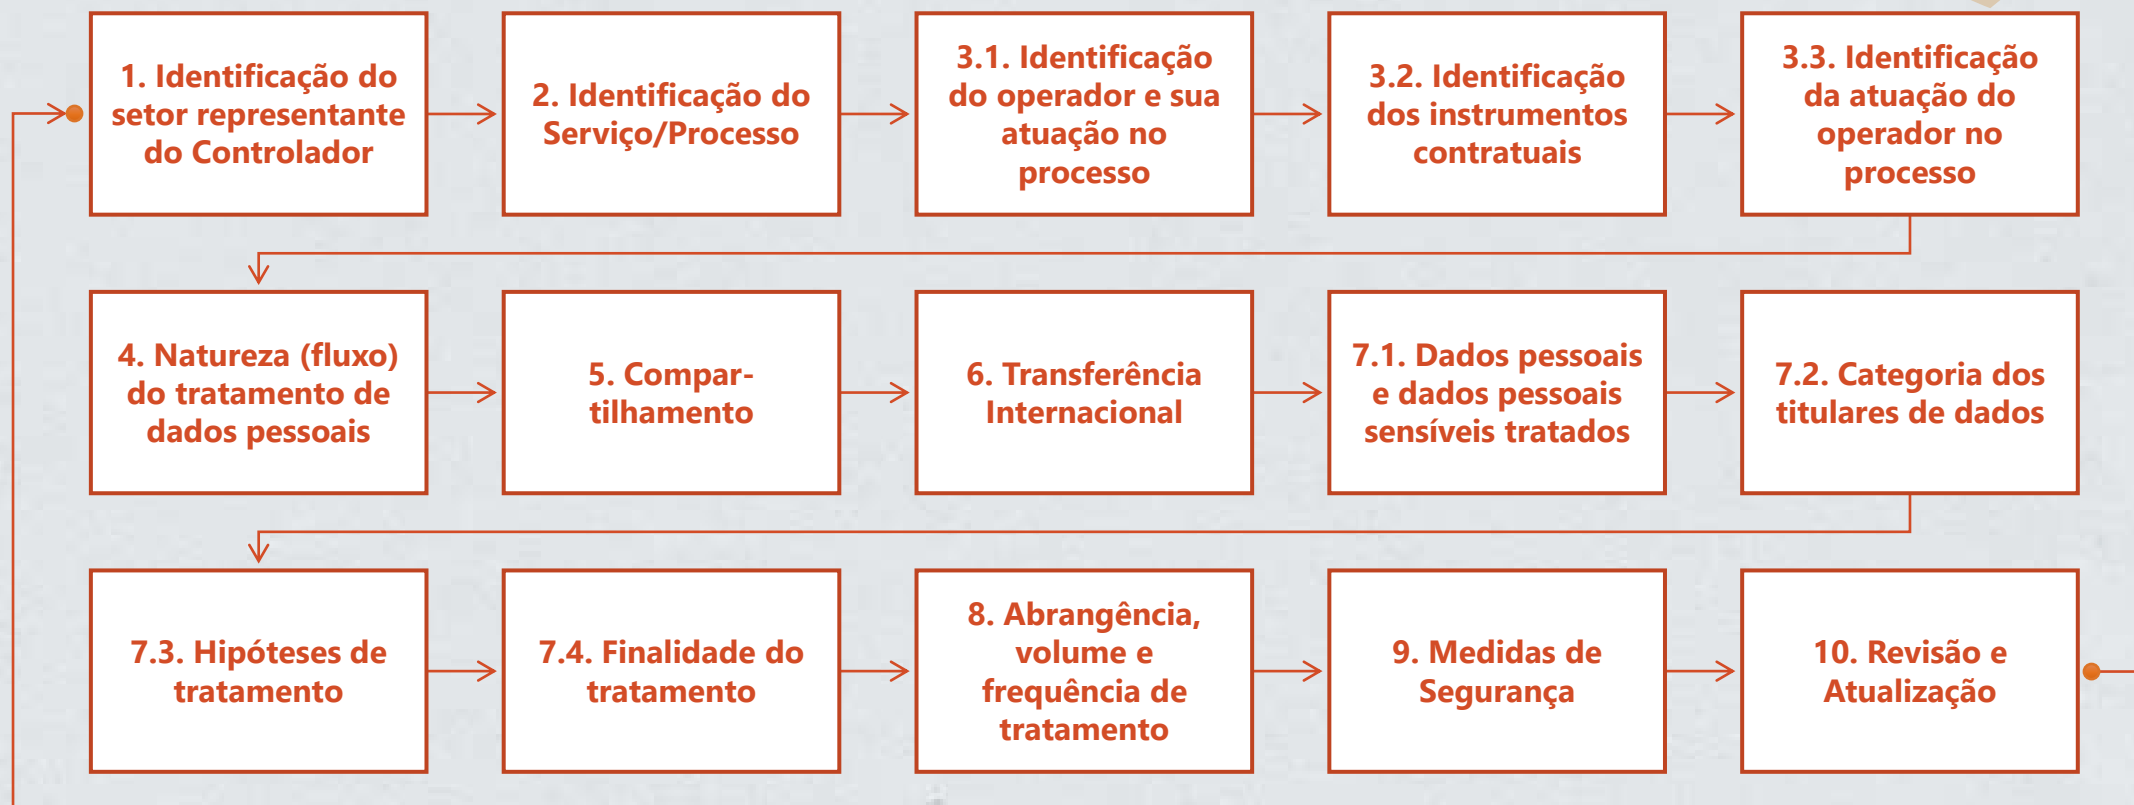 1. Identificação do
setor representante
do Controlador
2. Identificação do
Serviço/Processo
3.1. Identificação
do operador e sua
atuação no
processo
3.2. Identificação
dos instrumentos
contratuais
3.3. Identificação
da atuação do
operador no
processo
4. Natureza (fluxo)
do tratamento de
dados pessoais
5. Compar-
tilhamento
6. Transferência
Internacional
7.1. Dados pessoais
e dados pessoais
sensíveis tratados
7.2. Categoria dos
titulares de dados
7.3. Hipóteses de
tratamento
7.4. Finalidade do
tratamento
8. Abrangência,
volume e
frequência de
tratamento
9. Medidas de
Segurança
10. Revisão e
Atualização